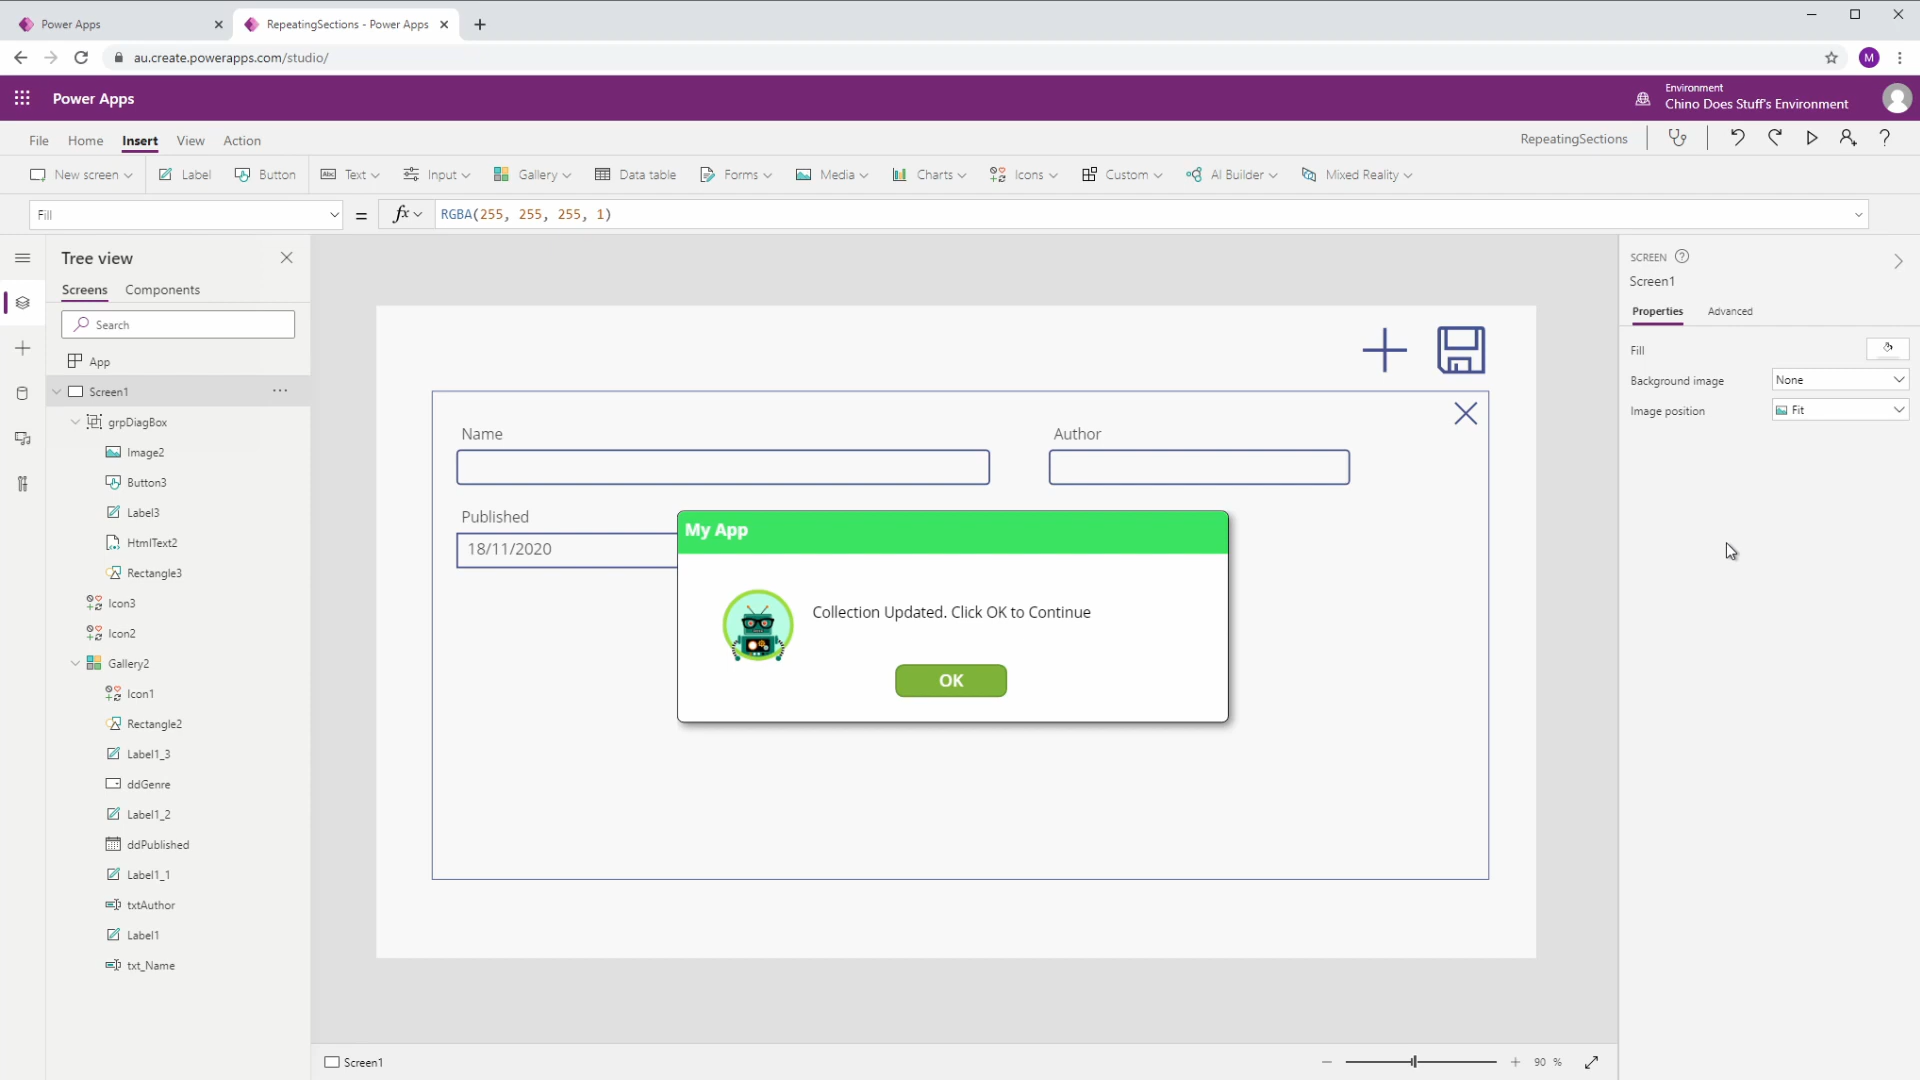 Power Apps
RepeatingSections - Power Apps
au.create.powerapps.com/studio/
M
Power Apps
Environment
Chino Does Stuff's Environment
File Home Insert View Action
RepeatingSections
New screen Label Button Text Input Gallery Data table Forms Media Charts Icons Custom AI Builder Mixed Reality
Fill = fx RGBA(255, 255, 255, 1)
Tree view
Screens Components
Search
App
Screen1
grpDiagBox
Image2
Button3
Label3
HtmlText2
Rectangle3
Icon3
Icon2
Gallery2
Icon1
Rectangle2
Label1_3
ddGenre
Label1_2
ddPublished
Label1_1
txtAuthor
Label1
txt_Name
Name
Author
Published
18/11/2020
My App
Collection Updated. Click OK to Continue
OK
SCREEN
Screen1
Properties Advanced
Fill
Background image None
Image position Fit
Screen1
90 %